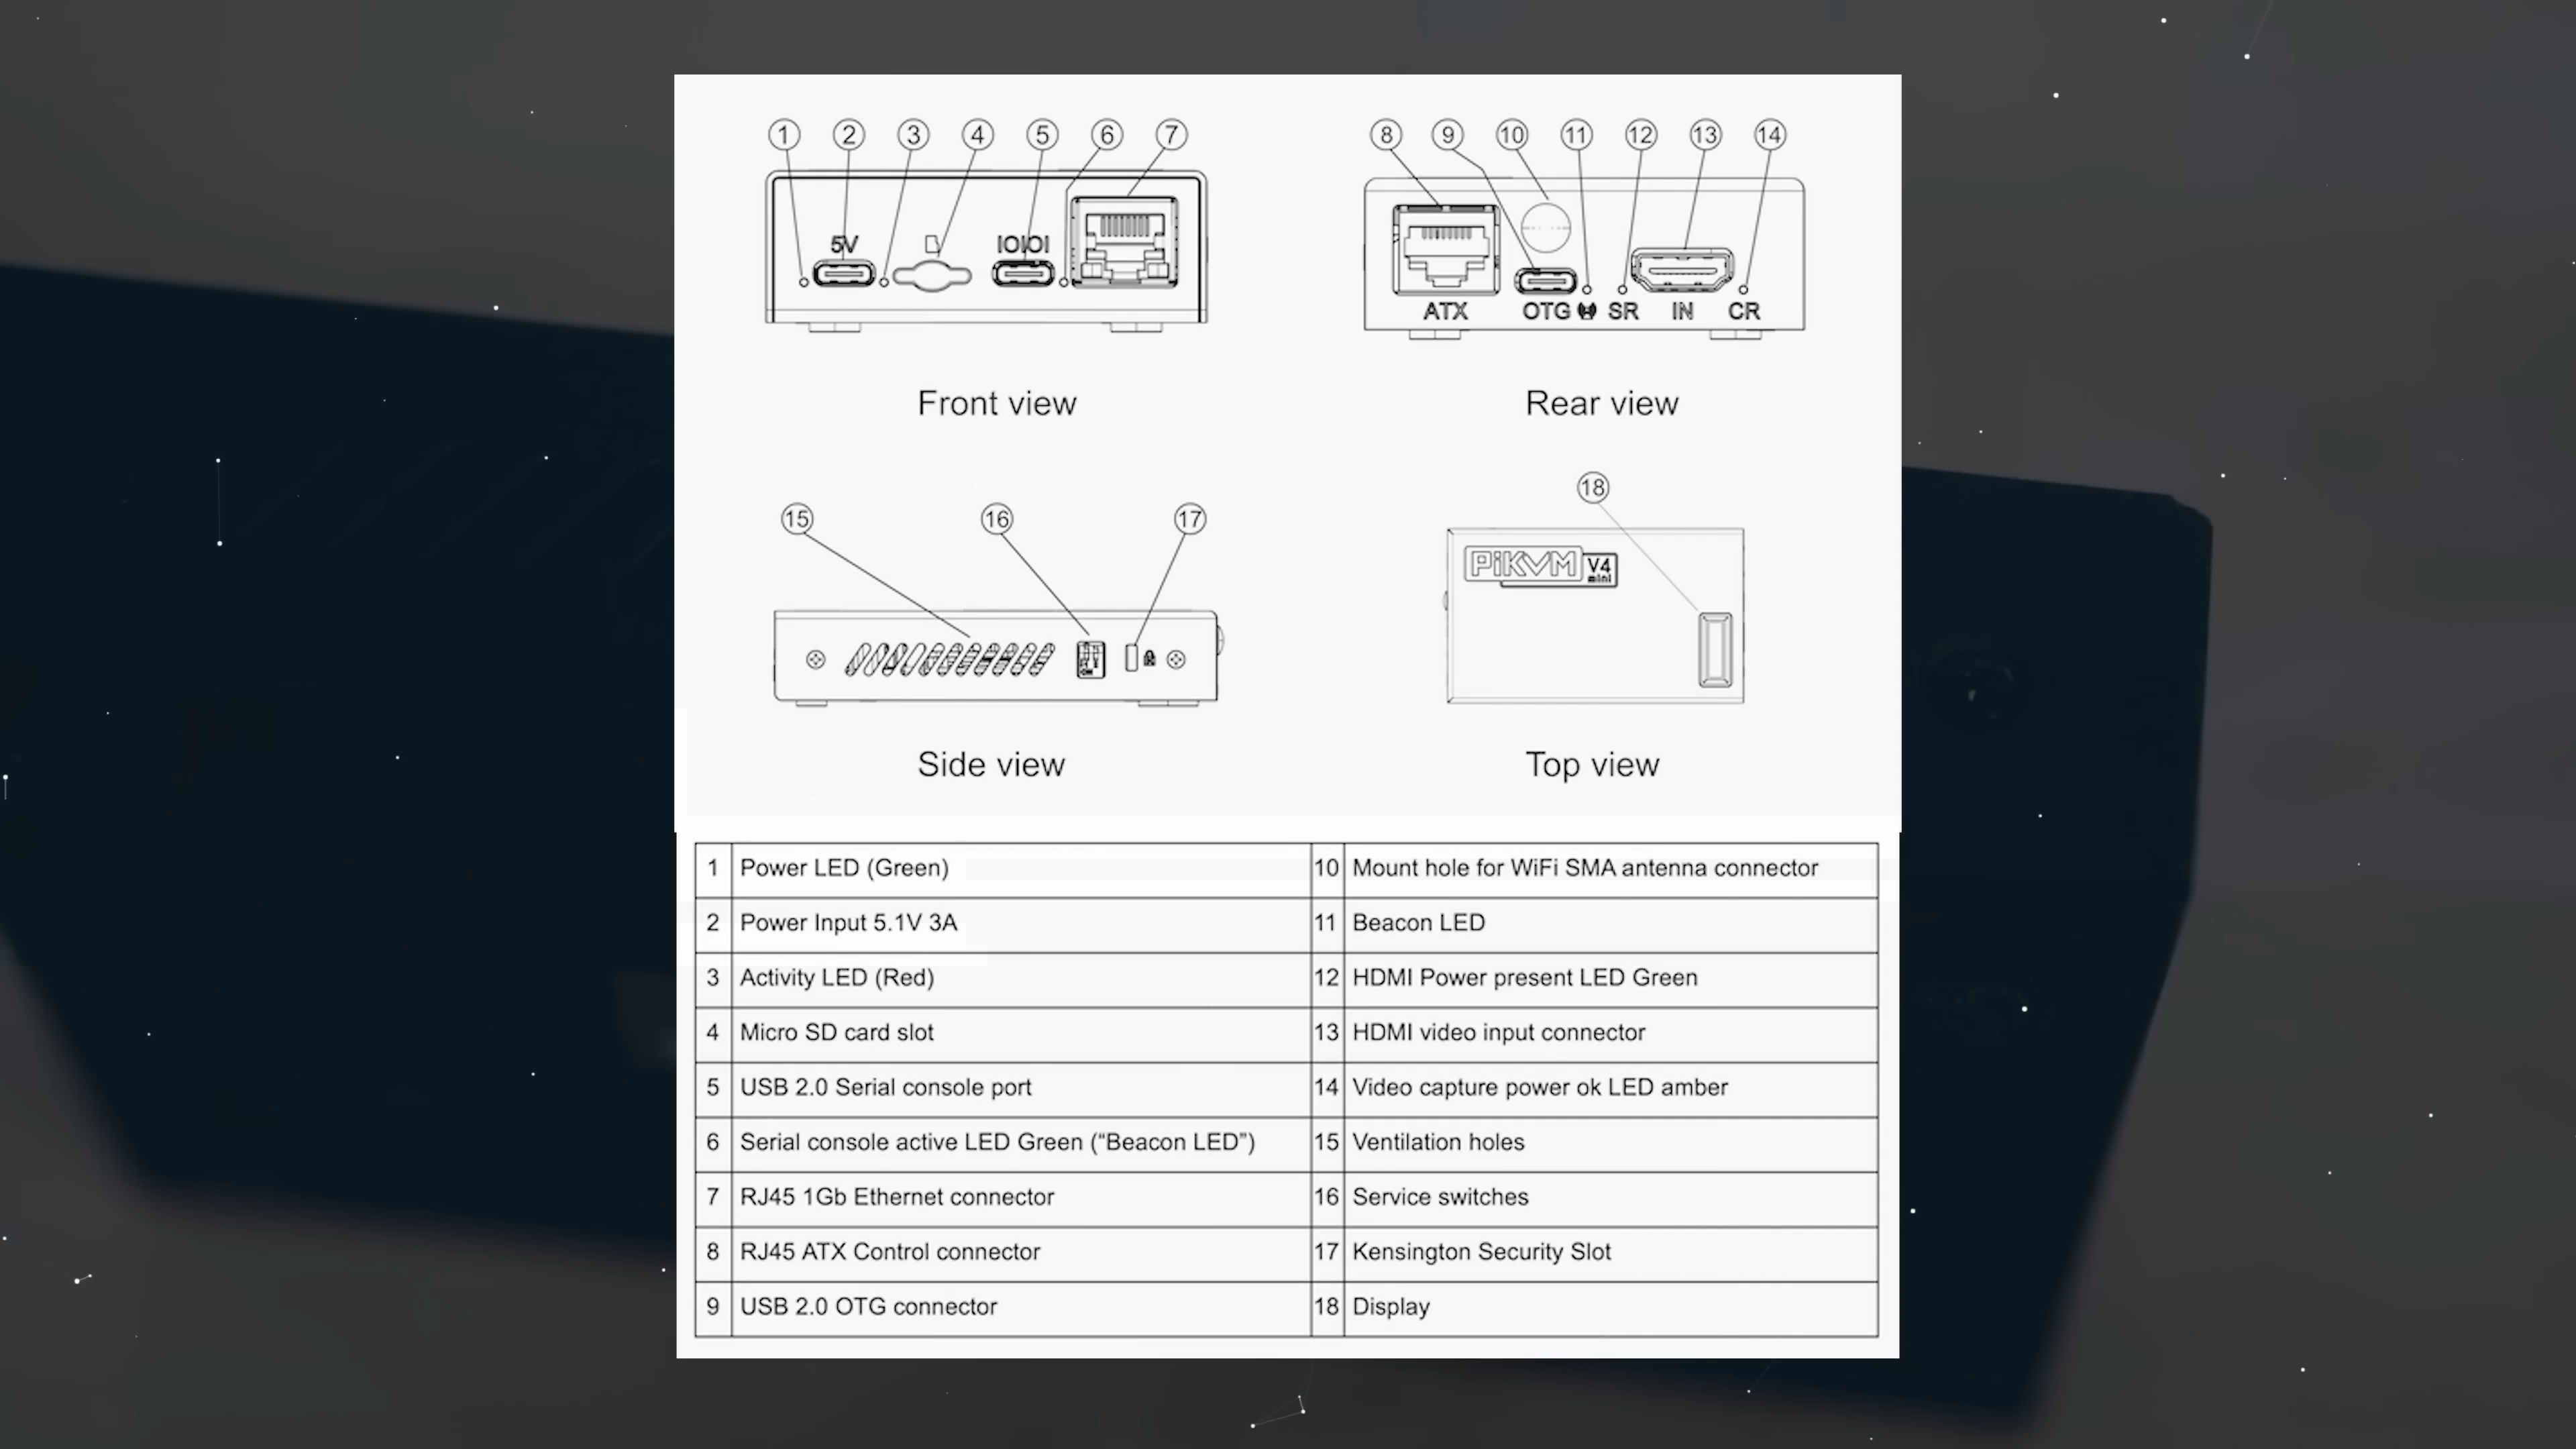 1 2 3 4 5 6 7
5V IOIOI
Front view
8 9 10 11 12 13 14
ATX OTG SR IN CR
Rear view
15 16 17
ON
Side view
18
PiKVM V4
mini
Top view
1 Power LED (Green)
2 Power Input 5.1V 3A
3 Activity LED (Red)
4 Micro SD card slot
5 USB 2.0 Serial console port
6 Serial console active LED Green (“Beacon LED”)
7 RJ45 1Gb Ethernet connector
8 RJ45 ATX Control connector
9 USB 2.0 OTG connector
10 Mount hole for WiFi SMA antenna connector
11 Beacon LED
12 HDMI Power present LED Green
13 HDMI video input connector
14 Video capture power ok LED amber
15 Ventilation holes
16 Service switches
17 Kensington Security Slot
18 Display